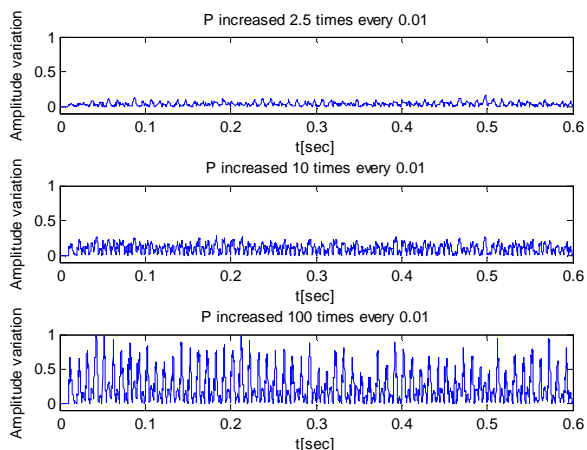 P increased 2.5 times every 0.01
Amplitude variation
1
0.5
0
0 0.1 0.2 0.3 0.4 0.5 0.6
t[sec]
P increased 10 times every 0.01
Amplitude variation
1
0.5
0
0 0.1 0.2 0.3 0.4 0.5 0.6
t[sec]
P increased 100 times every 0.01
Amplitude variation
1
0.5
0
0 0.1 0.2 0.3 0.4 0.5 0.6
t[sec]